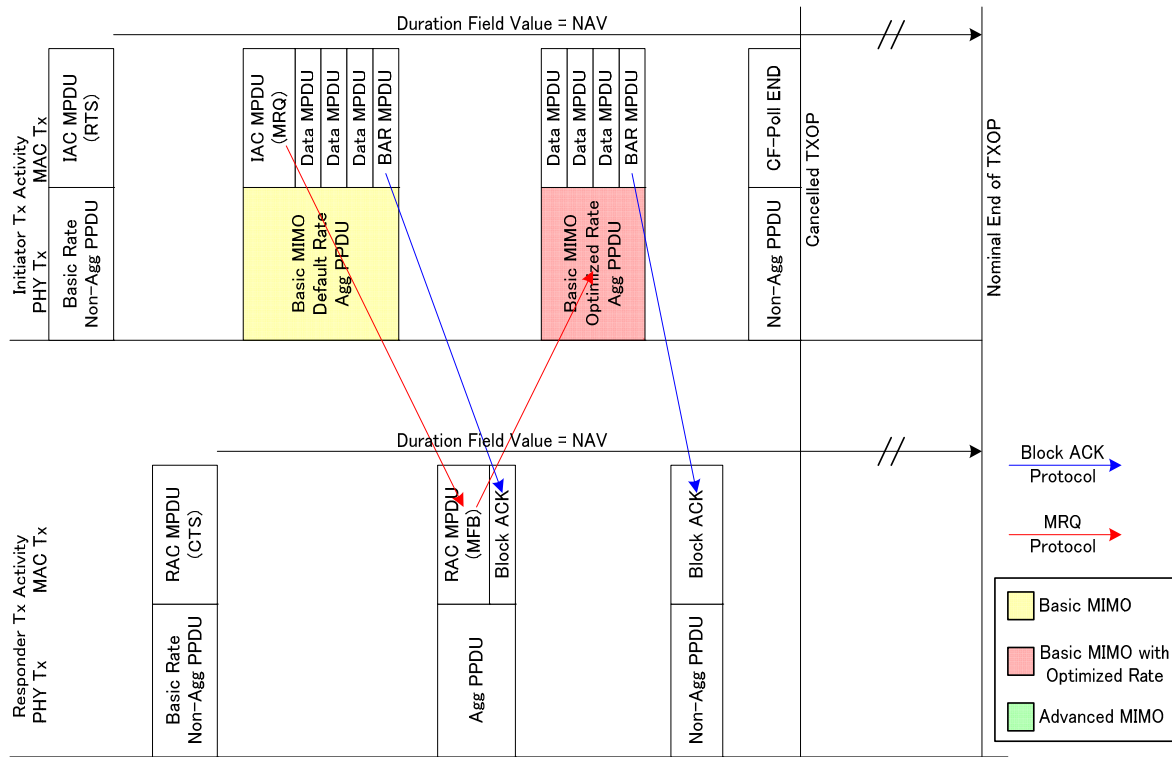 Duration Field Value = NAV
Initiator Tx Activity
MAC Tx
PHY Tx
IAC MPDU
(RTS)
Basic Rate
Non-Agg PPDU
IAC MPDU
(MRQ)
Data MPDU
Data MPDU
Data MPDU
BAR MPDU
Basic MIMO
Default Rate
Agg PPDU
Data MPDU
Data MPDU
Data MPDU
BAR MPDU
Basic MIMO
Optimized Rate
Agg PPDU
CF-Poll END
Non-Agg PPDU
Cancelled TXOP
Nominal End of TXOP
Duration Field Value = NAV
Responder Tx Activity
MAC Tx
PHY Tx
RAC MPDU
(CTS)
Basic Rate
Non-Agg PPDU
RAC MPDU
(MFB)
Block ACK
Agg PPDU
Block ACK
Non-Agg PPDU
Block ACK
Protocol
MRQ
Protocol
Basic MIMO
Basic MIMO with
Optimized Rate
Advanced MIMO